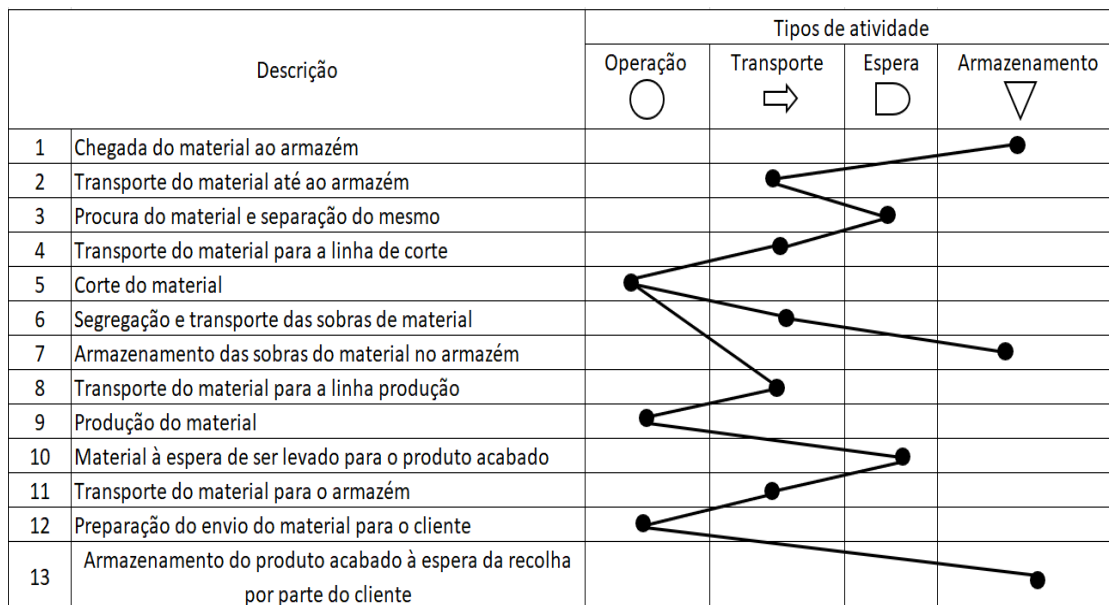 Tipos de atividade
Descrição
Operação
Transporte
Espera
Armazenamento
1 Chegada do material ao armazém
2 Transporte do material até ao armazém
3 Procura do material e separação do mesmo
4 Transporte do material para a linha de corte
5 Corte do material
6 Segregação e transporte das sobras de material
7 Armazenamento das sobras do material no armazém
8 Transporte do material para a linha produção
9 Produção do material
10 Material à espera de ser levado para o produto acabado
11 Transporte do material para o armazém
12 Preparação do envio do material para o cliente
13 Armazenamento do produto acabado à espera da recolha
por parte do cliente